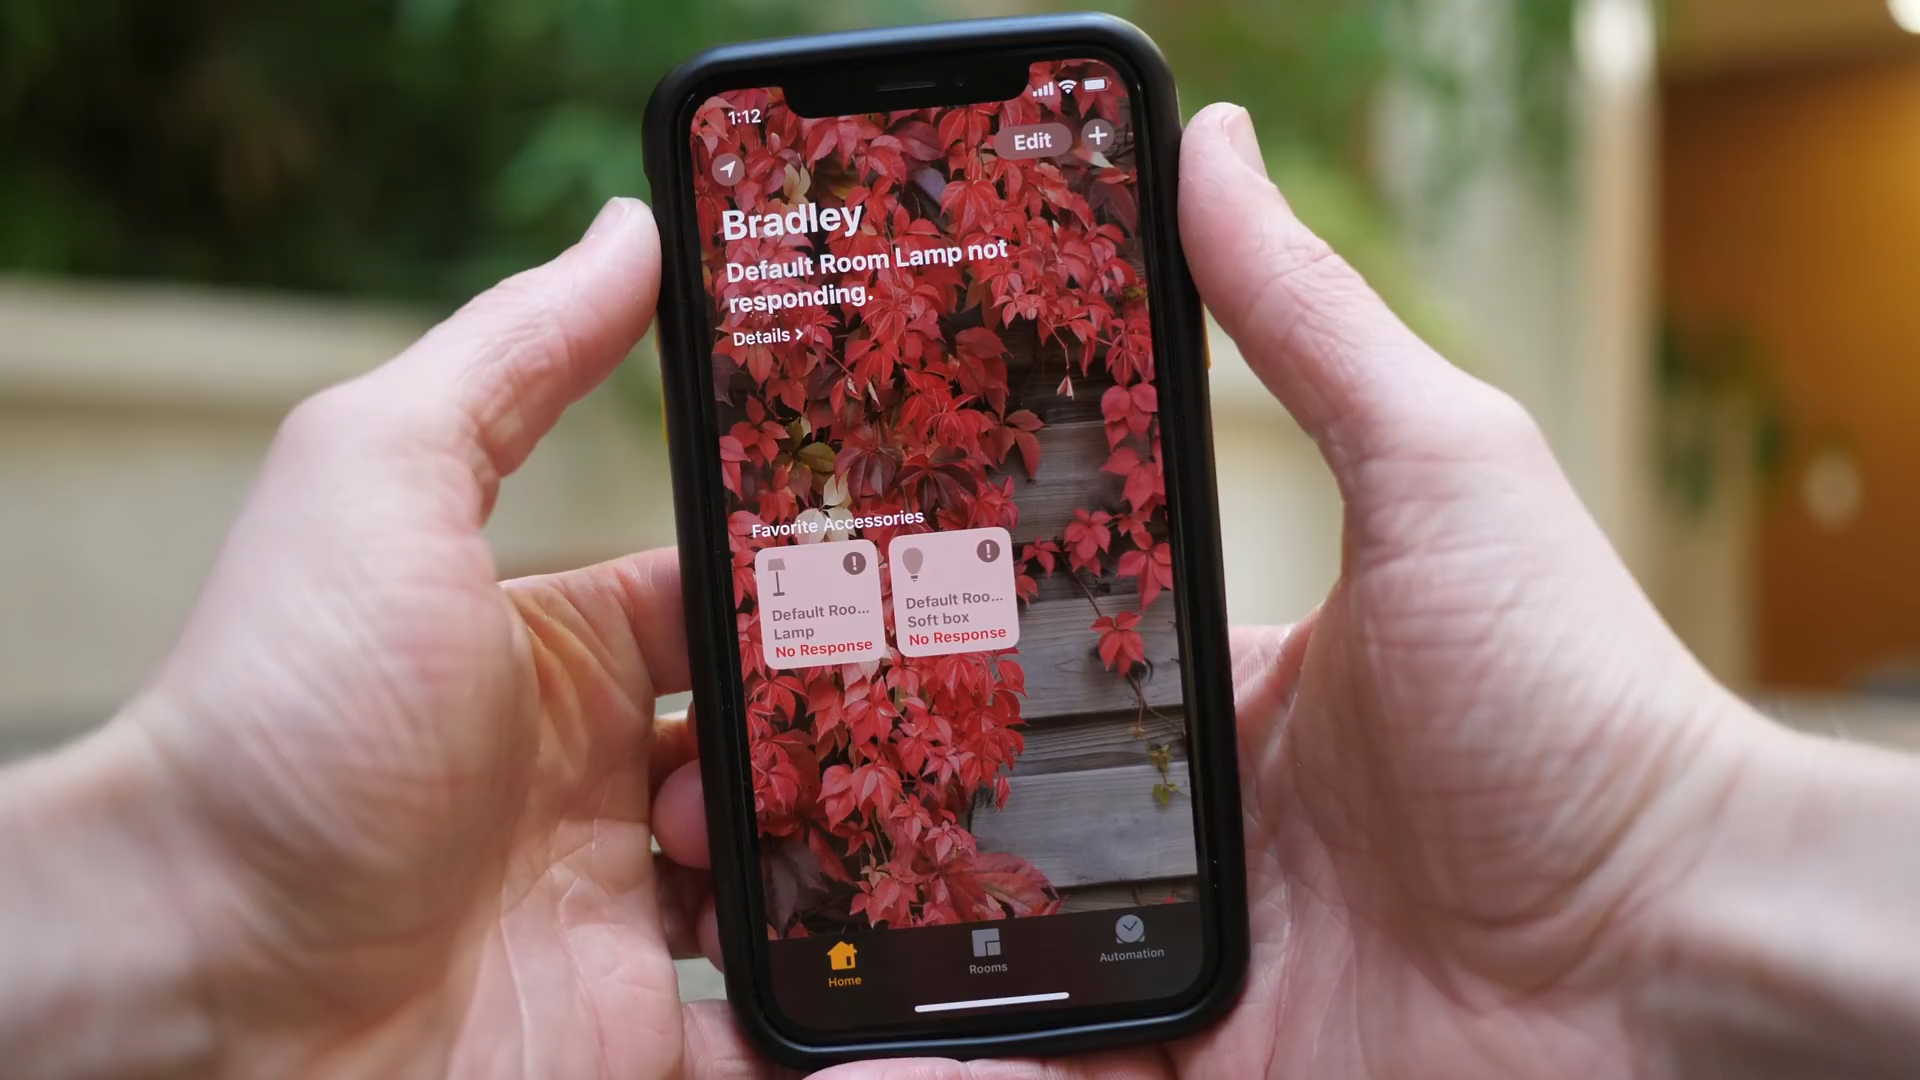 1:12
Edit +
Bradley
Default Room Lamp not
responding.
Details >
Favorite Accessories
Default Roo...
Lamp
No Response
Default Roo...
Soft box
No Response
Home
Rooms
Automation